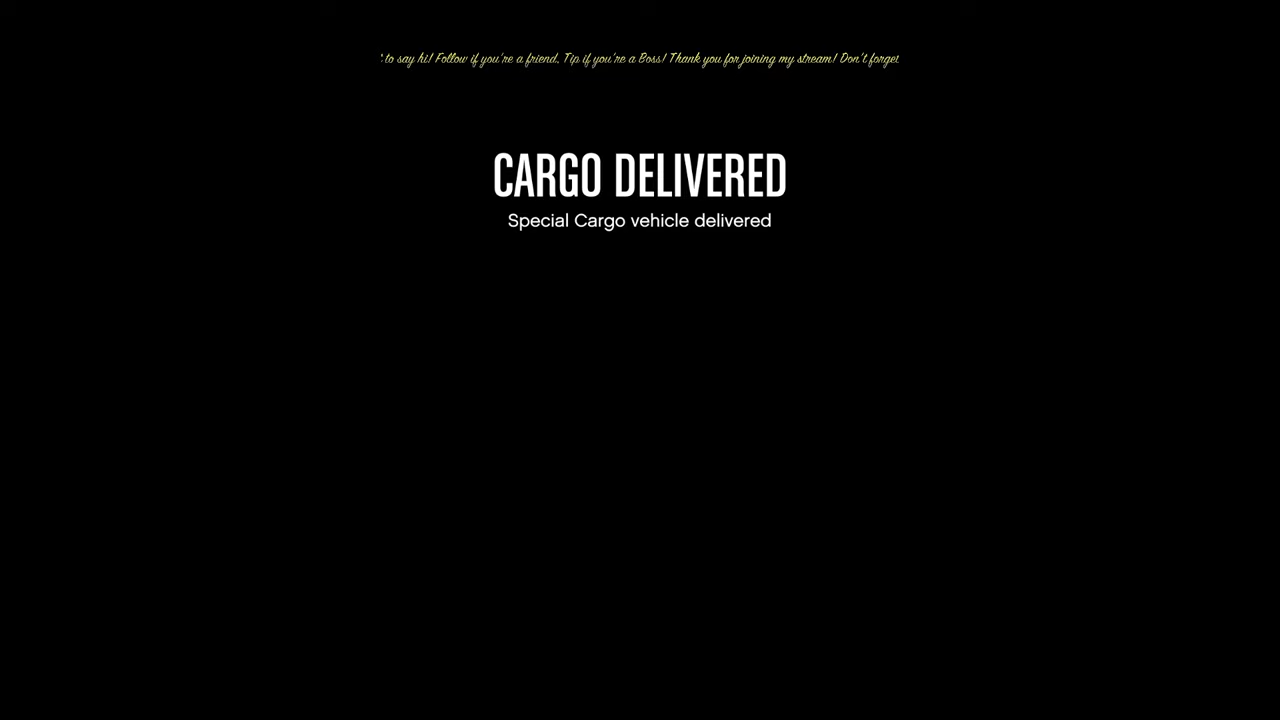 to say hi! Follow if you're a friend, Tip if you're a Boss! Thank you for joining my stream! Don't forget
CARGO DELIVERED
Special Cargo vehicle delivered